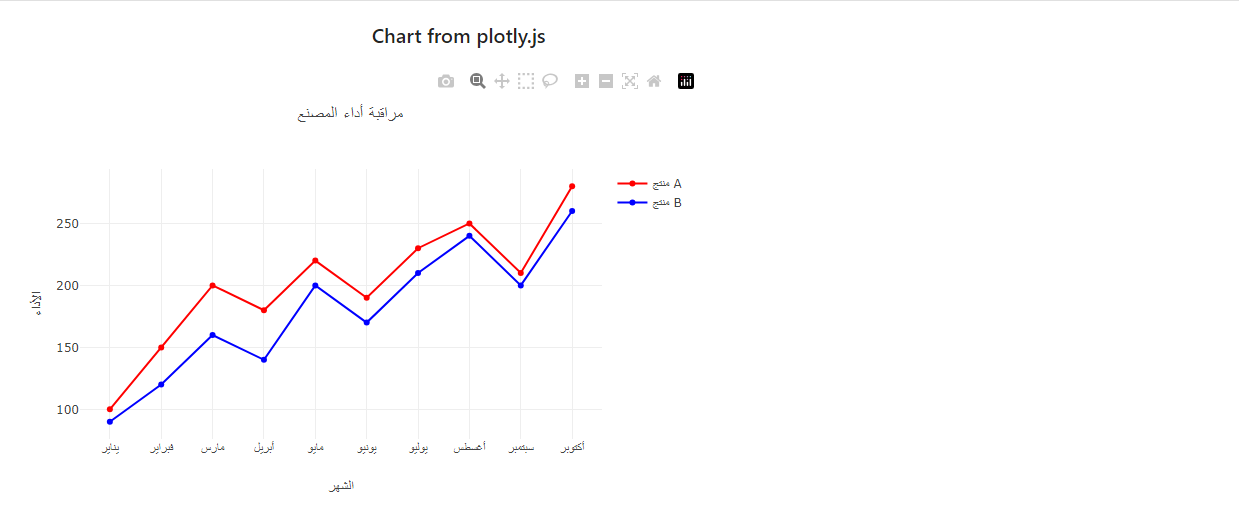 Chart from plotly.js
مراقبة أداء المصنع
منتج A
منتج B
250
200
150
100
الأداء
يناير
فبراير
مارس
أبريل
مايو
يونيو
يوليو
أغسطس
سبتمبر
أكتوبر
الشهر